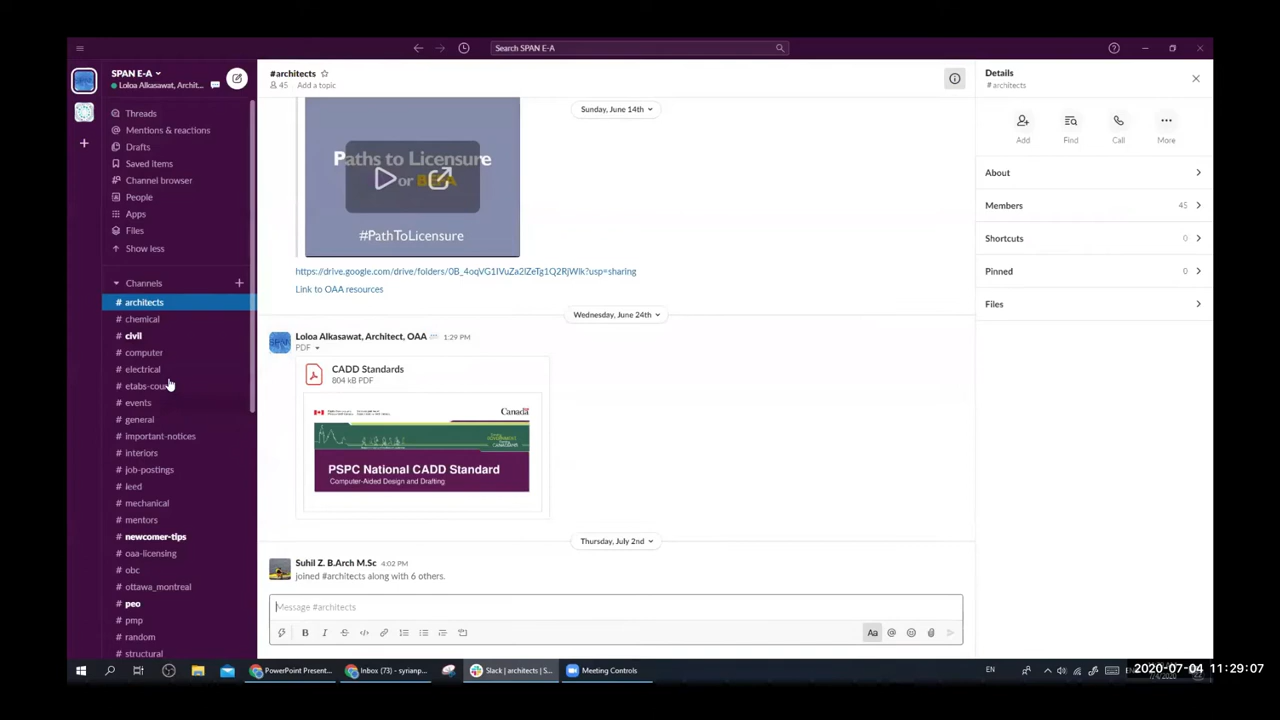 Search SPAN E-A
SPAN E-A
Loloa Alkasawat, Archit...
Threads
Mentions & reactions
Drafts
Saved items
Channel browser
People
Apps
Files
Show less
Channels
# architects
# chemical
# civil
# computer
# electrical
# etabs-cou
# events
# general
# important-notices
# interiors
# job-postings
# leed
# mechanical
# mentors
# newcomer-tips
# oaa-licensing
# obc
# ottawa_montreal
# peo
# pmp
# random
# structural
#architects
45 Add a topic
Sunday, June 14th
Paths to Licensure
for
#PathToLicensure
https://drive.google.com/drive/folders/0B_4oqVG1IVuZa2lZeTg1Q2RjWlk?usp=sharing
Link to OAA resources
Wednesday, June 24th
Loloa Alkasawat, Architect, OAA 1:29 PM
PDF
CADD Standards
804 kB PDF
Canada
PSPC National CADD Standard
Computer-Aided Design and Drafting
Thursday, July 2nd
Suhil Z. B.Arch M.Sc 4:02 PM
joined #architects along with 6 others.
Message #architects
B I S Aa @
Details
# architects
Add Find Call More
About
Members 45
Shortcuts 0
Pinned 0
Files
PowerPoint Present...
Inbox (73) - syrianp...
Slack | architects | S...
Meeting Controls
EN
2020-07-04 11:29:07